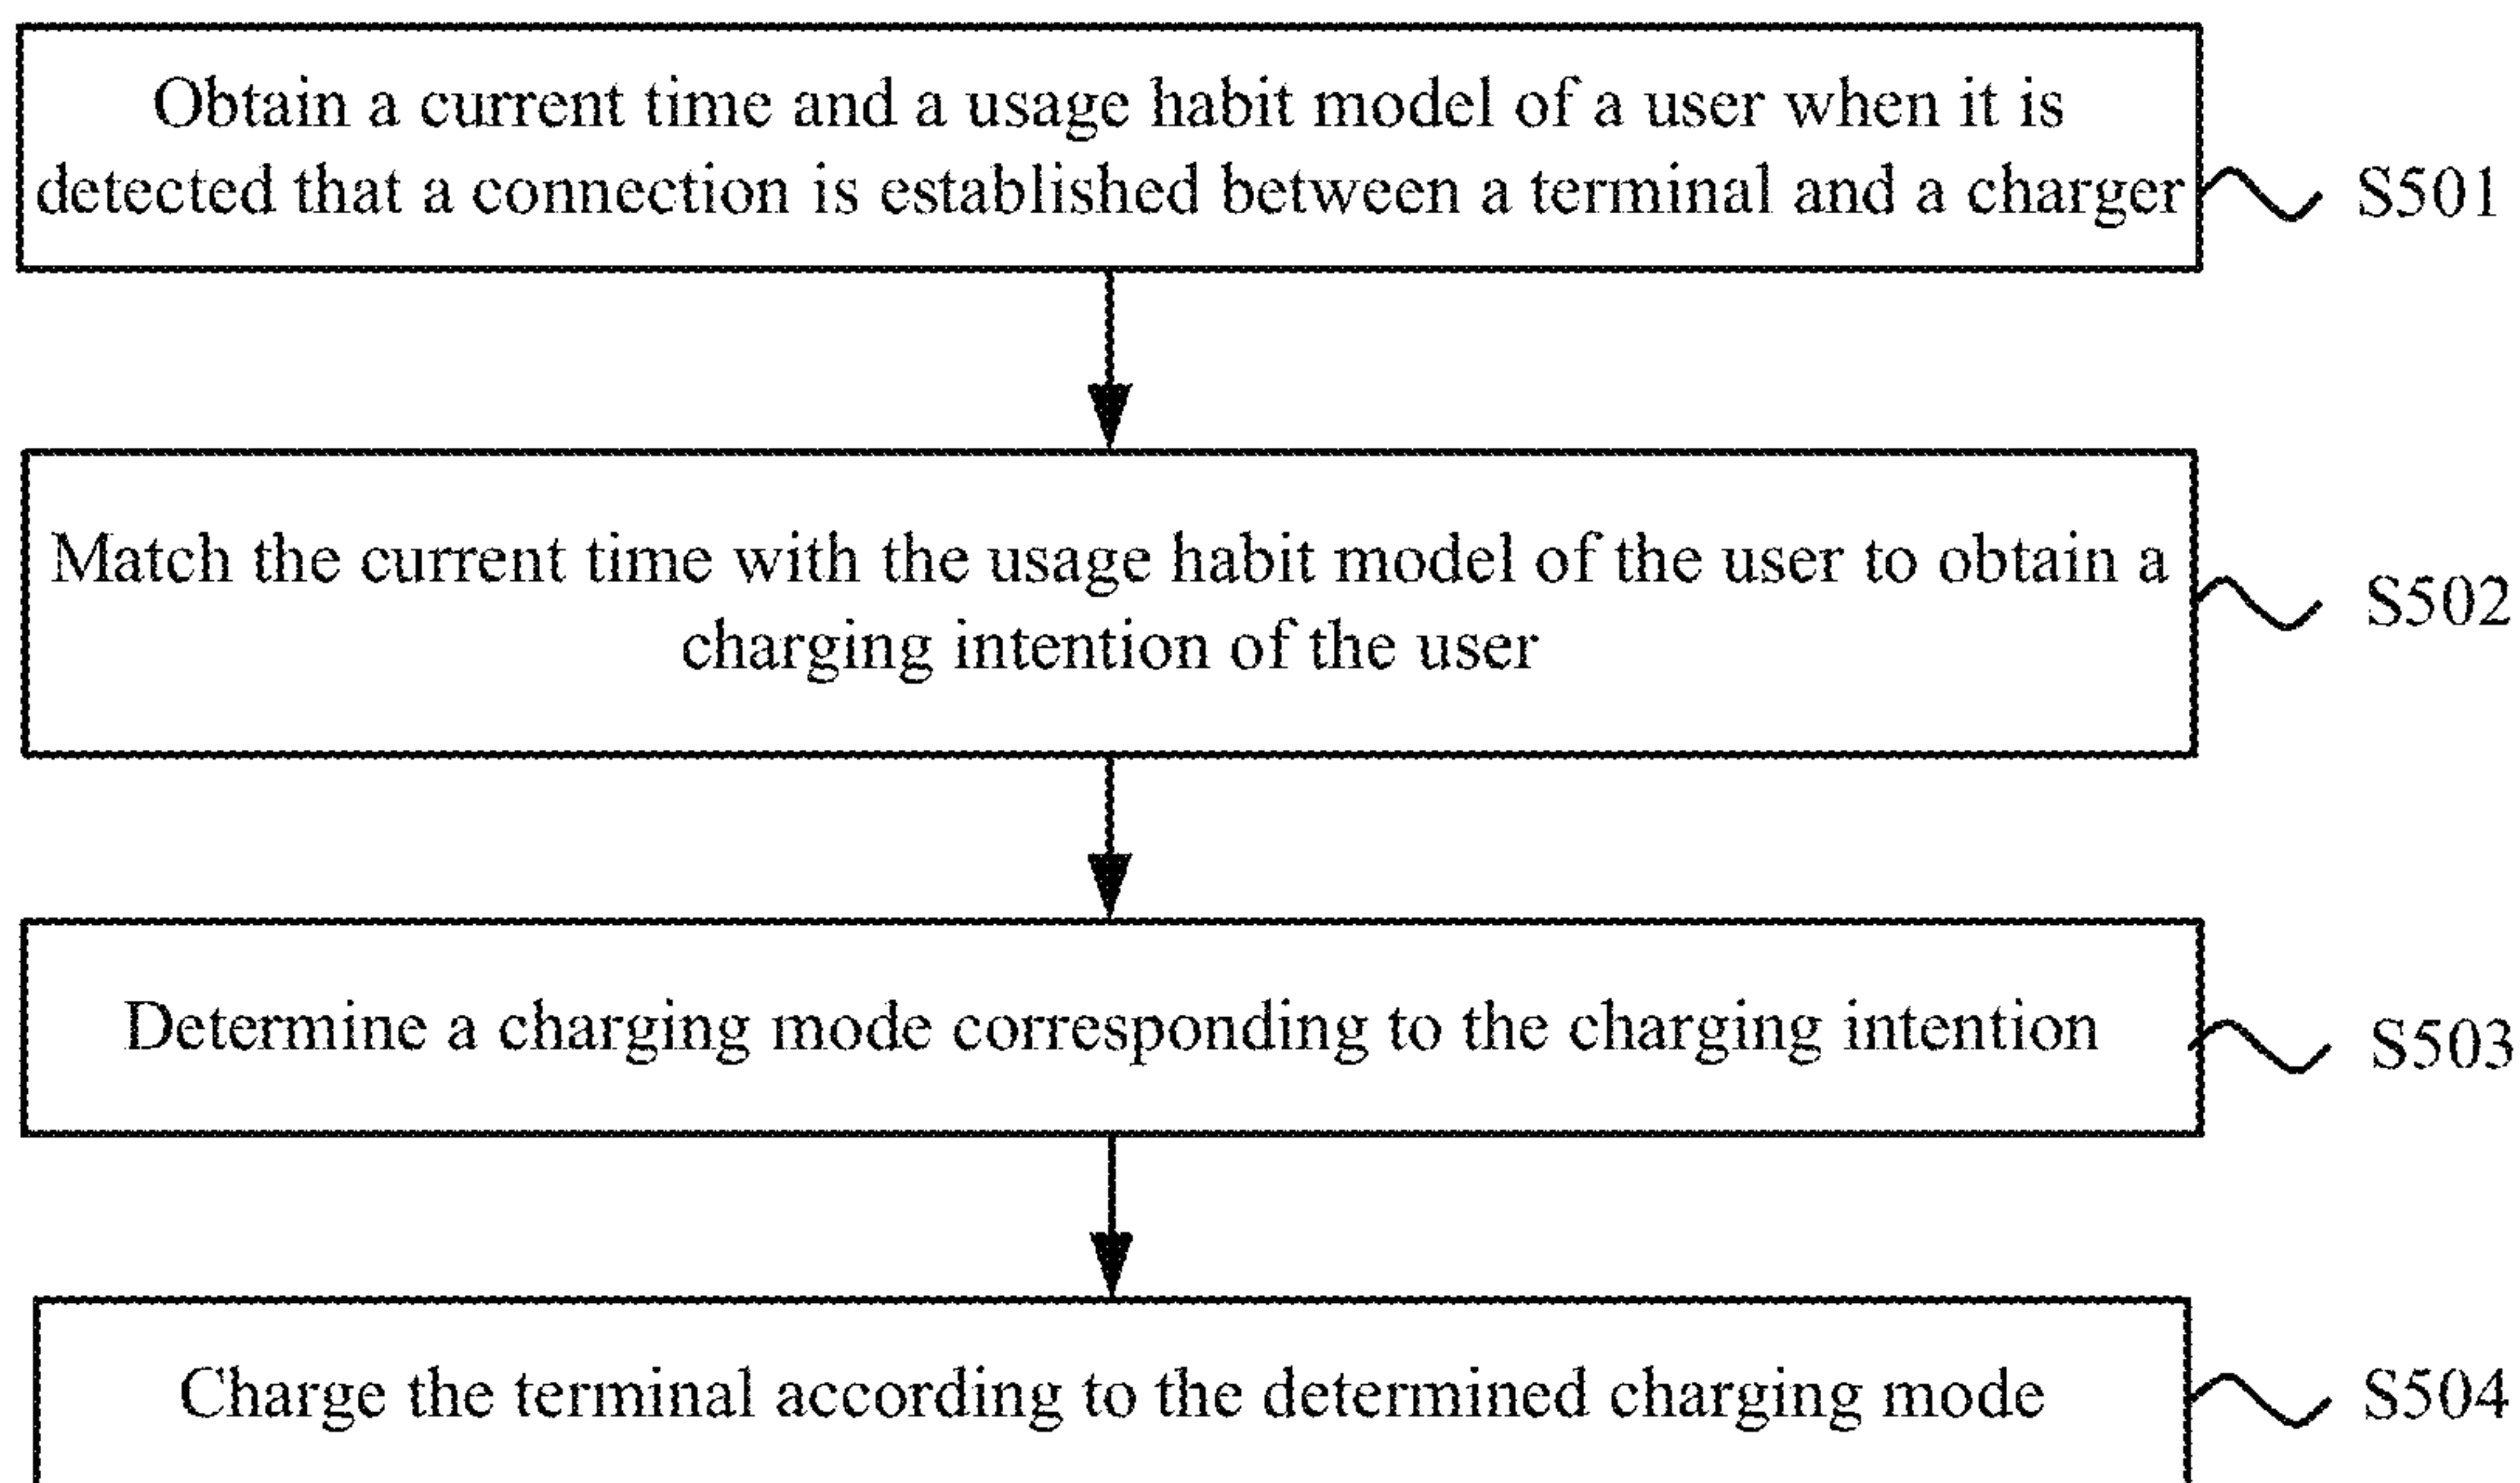 Obtain a current time and a usage habit model of a user when it is
detected that a connection is established between a terminal and a charger
S501
Match the current time with the usage habit model of the user to obtain a
charging intention of the user
S502
Determine a charging mode corresponding to the charging intention
S503
Charge the terminal according to the determined charging mode
S504